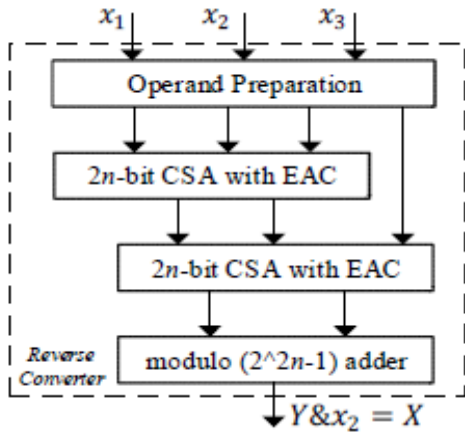 x₁ x₂ x₃
Operand Preparation
2n-bit CSA with EAC
2n-bit CSA with EAC
modulo (2^2n-1) adder
Reverse
Converter
Y&x₂ = X